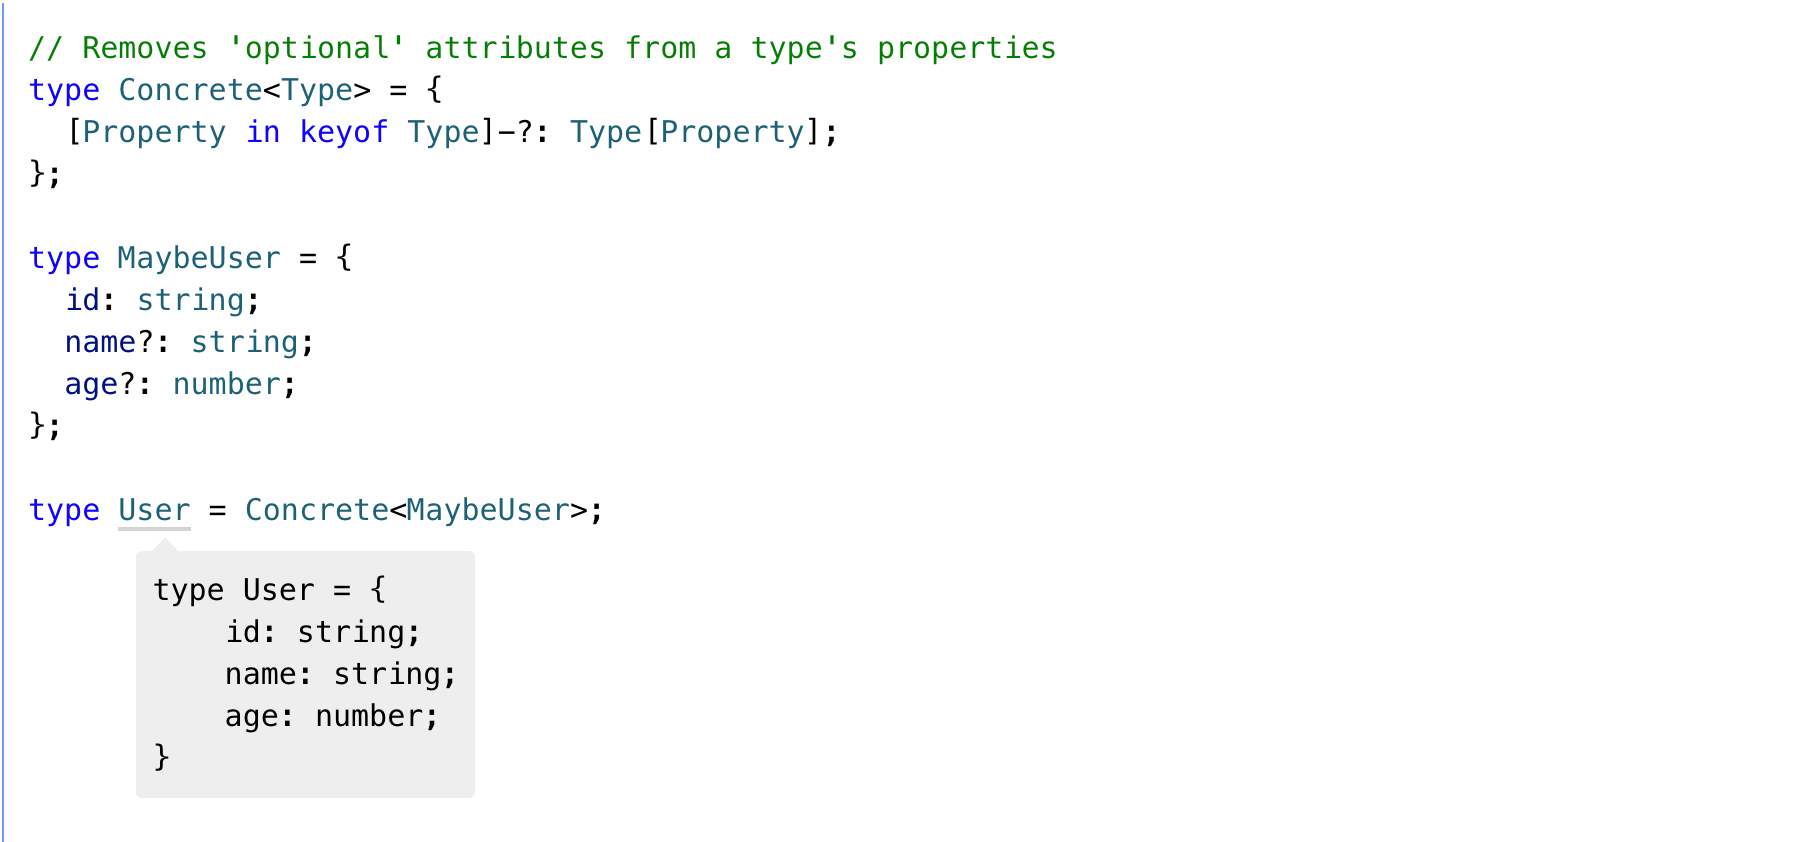 // Removes 'optional' attributes from a type's properties
type Concrete<Type> = {
  [Property in keyof Type]-?: Type[Property];
};

type MaybeUser = {
  id: string;
  name?: string;
  age?: number;
};

type User = Concrete<MaybeUser>;
type User = {
    id: string;
    name: string;
    age: number;
}